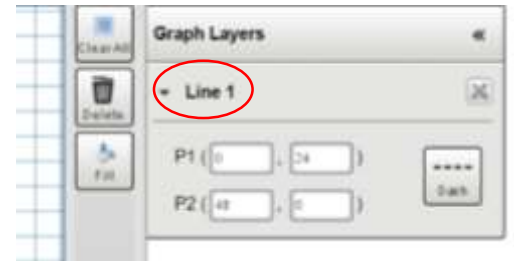 Clear All
Graph Layers «
Delete
Line 1
Fill
P1 ( 0 , 24 )
P2 ( 48 , 0 )
Dash